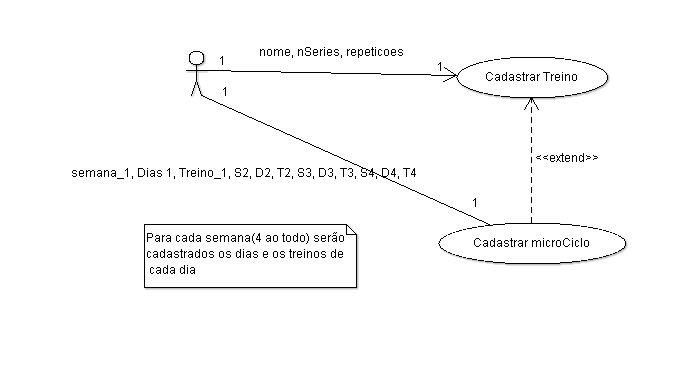 nome, nSeries, repeticoes
1
1
Cadastrar Treino
1
<<extend>>
semana_1, Dias 1, Treino_1, S2, D2, T2, S3, D3, T3, S4, D4, T4
1
Para cada semana(4 ao todo) serão
cadastrados os dias e os treinos de
cada dia
Cadastrar microCiclo